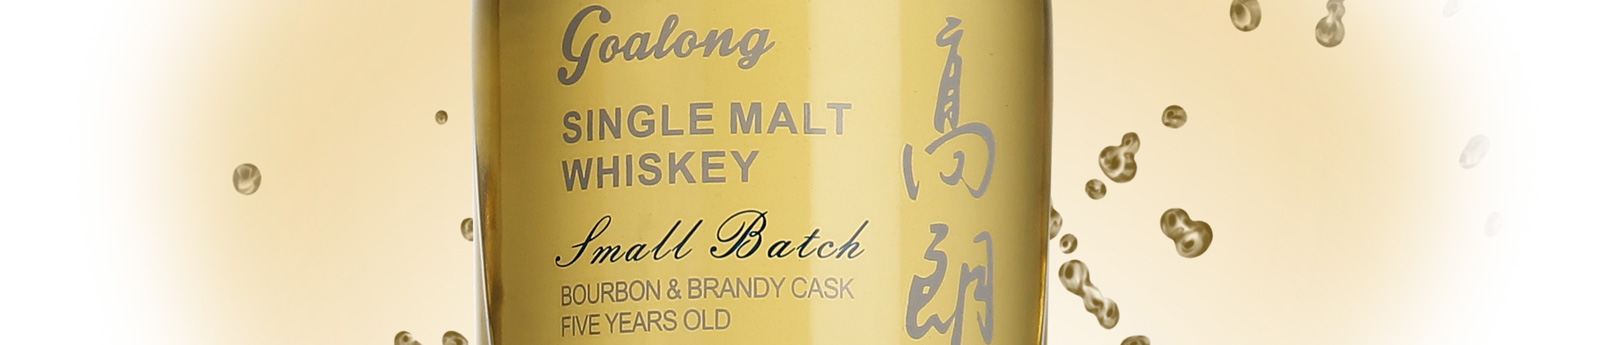 Goalong
SINGLE MALT
WHISKEY
Small Batch
BOURBON & BRANDY CASK
FIVE YEARS OLD
高朗